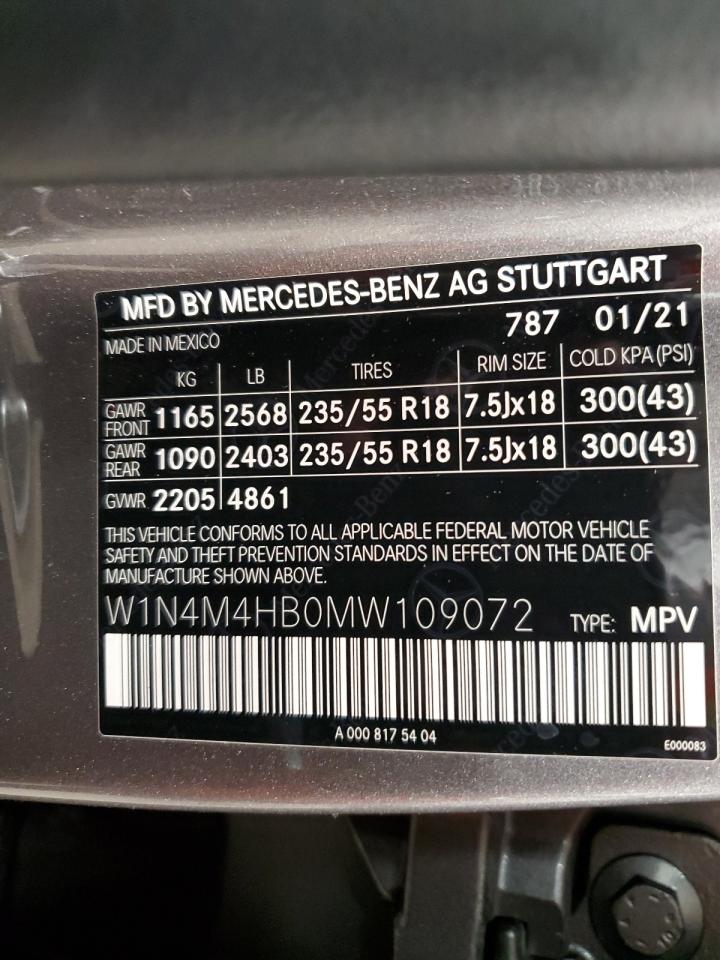 MFD BY MERCEDES-BENZ AG STUTTGART
787 01/21
MADE IN MEXICO
KG LB TIRES RIM SIZE COLD KPA (PSI)
GAWR FRONT 1165 2568 235/55 R18 7.5Jx18 300(43)
GAWR REAR 1090 2403 235/55 R18 7.5Jx18 300(43)
GVWR 2205 4861
THIS VEHICLE CONFORMS TO ALL APPLICABLE FEDERAL MOTOR VEHICLE
SAFETY AND THEFT PREVENTION STANDARDS IN EFFECT ON THE DATE OF
MANUFACTURE SHOWN ABOVE.
W1N4M4HB0MW109072 TYPE: MPV
A 000 817 54 04
E000083